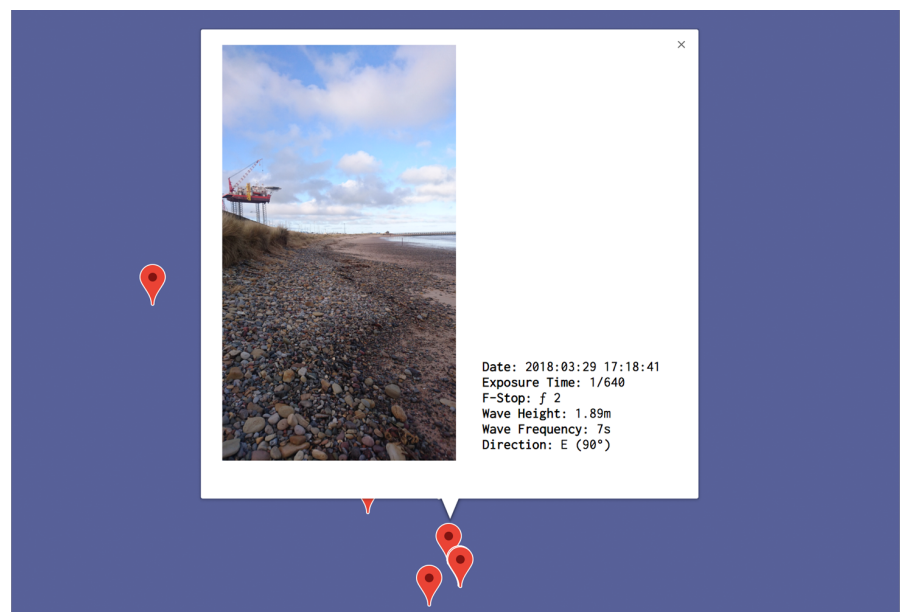 Date: 2018:03:29 17:18:41
Exposure Time: 1/640
F-Stop: ƒ 2
Wave Height: 1.89m
Wave Frequency: 7s
Direction: E (90°)